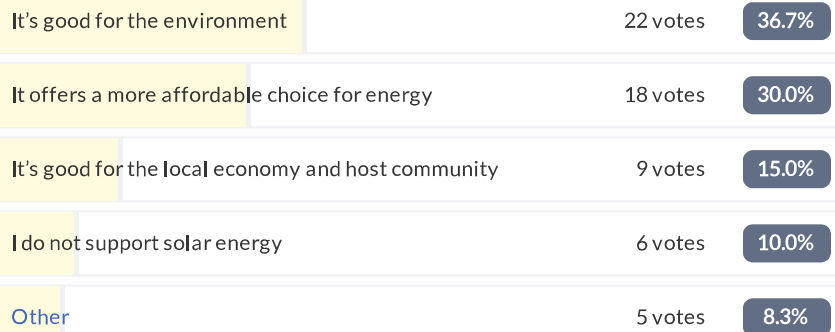 It's good for the environment 22 votes 36.7%
It offers a more affordable choice for energy 18 votes 30.0%
It's good for the local economy and host community 9 votes 15.0%
I do not support solar energy 6 votes 10.0%
Other 5 votes 8.3%